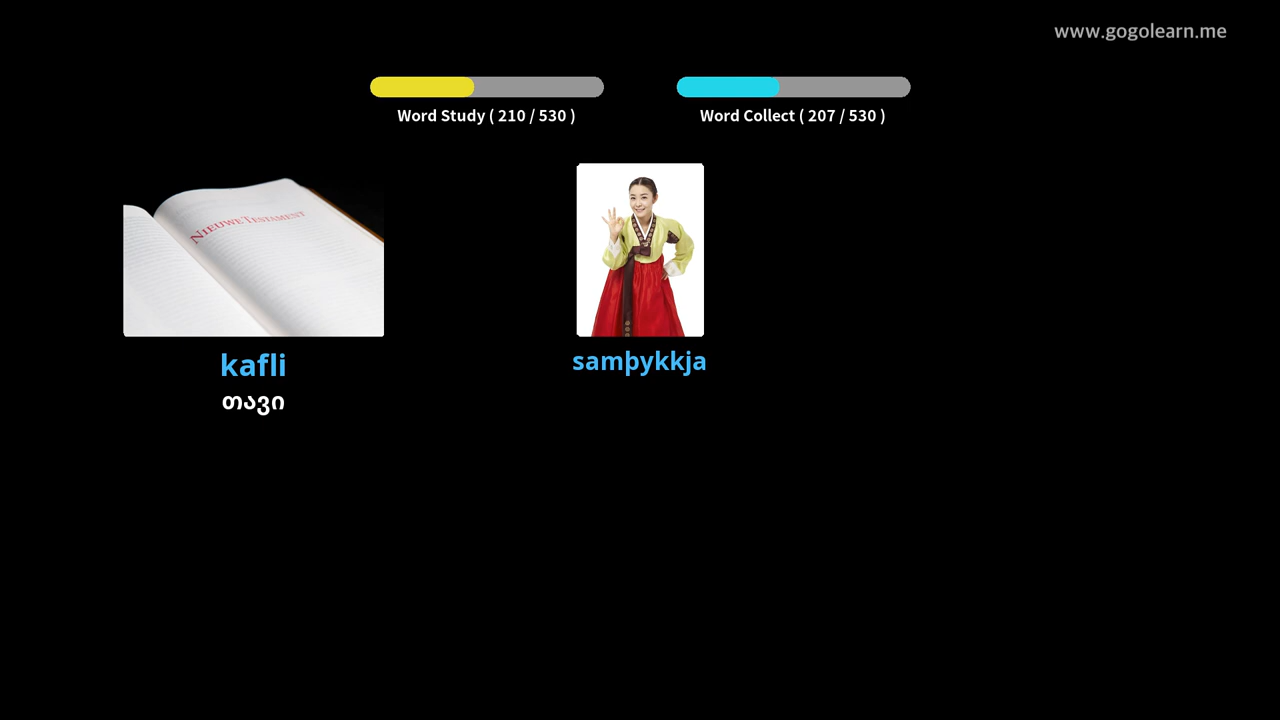 www.gogolearn.me
Word Study ( 210 / 530 )
Word Collect ( 207 / 530 )
NIEUWE TESTAMENT
kafli
თავი
samþykkja